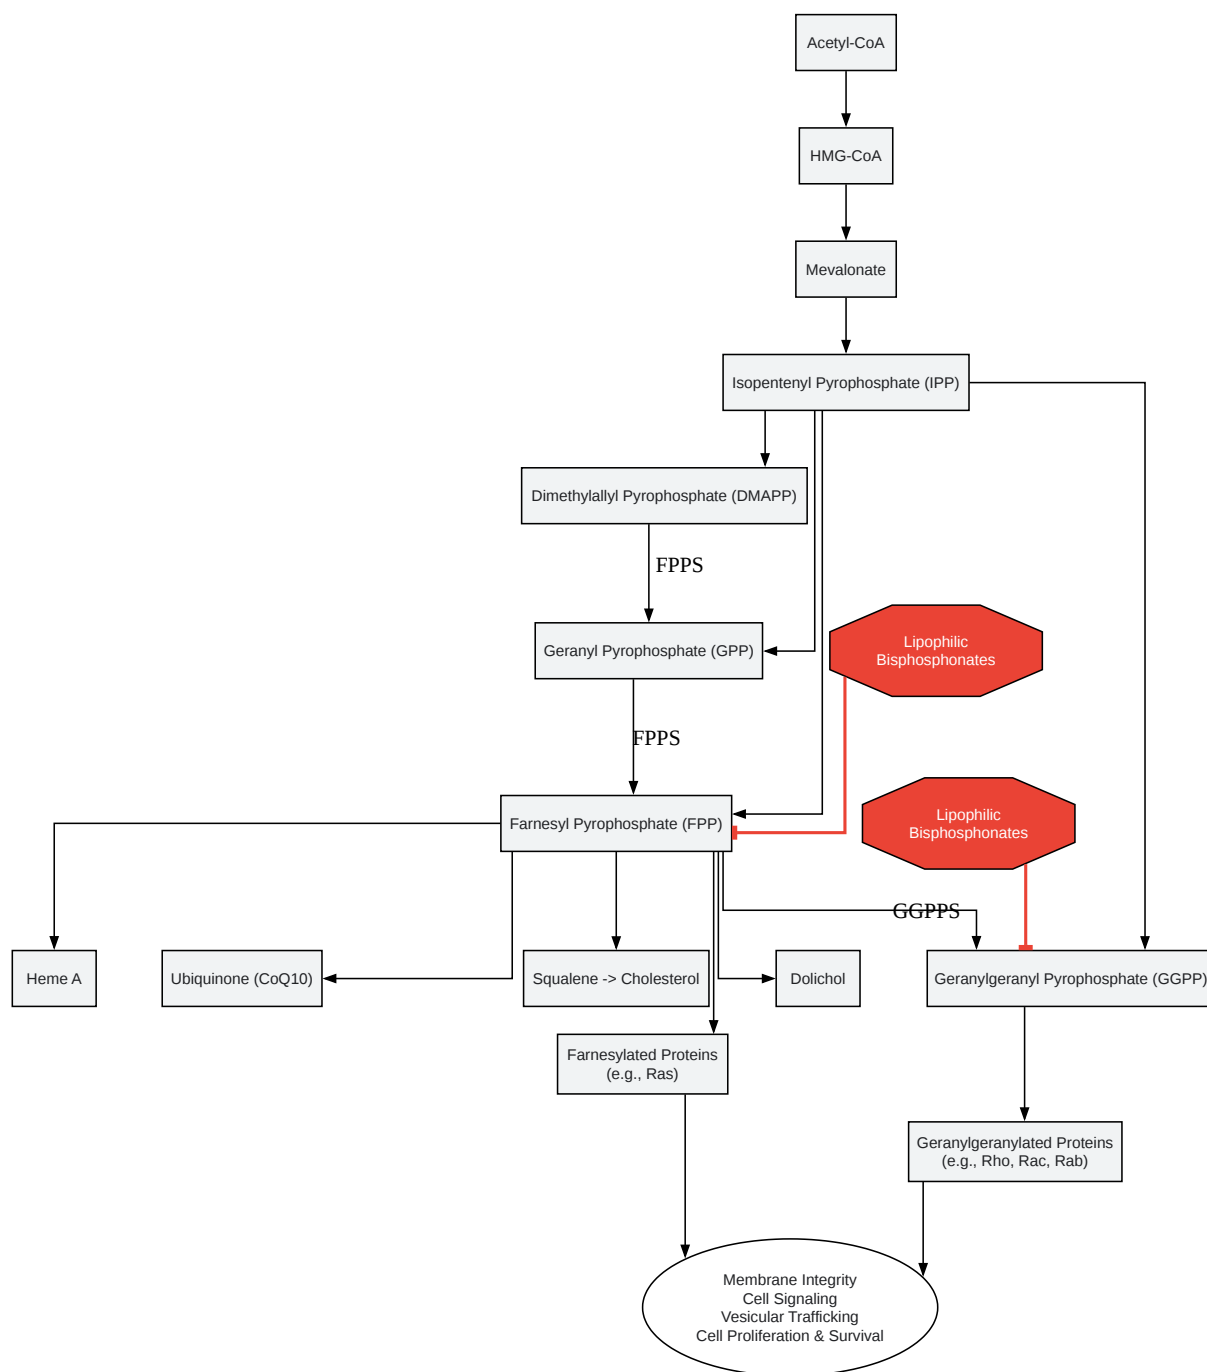 Acetyl-CoA
HMG-CoA
Mevalonate
Isopentenyl Pyrophosphate (IPP)
Dimethylallyl Pyrophosphate (DMAPP)
FPPS
Geranyl Pyrophosphate (GPP)
Lipophilic
Bisphosphonates
FPPS
Farnesyl Pyrophosphate (FPP)
Lipophilic
Bisphosphonates
GGPPS
Heme A
Ubiquinone (CoQ10)
Squalene -> Cholesterol
Dolichol
Geranylgeranyl Pyrophosphate (GGPP)
Farnesylated Proteins
(e.g., Ras)
Geranylgeranylated Proteins
(e.g., Rho, Rac, Rab)
Membrane Integrity
Cell Signaling
Vesicular Trafficking
Cell Proliferation & Survival